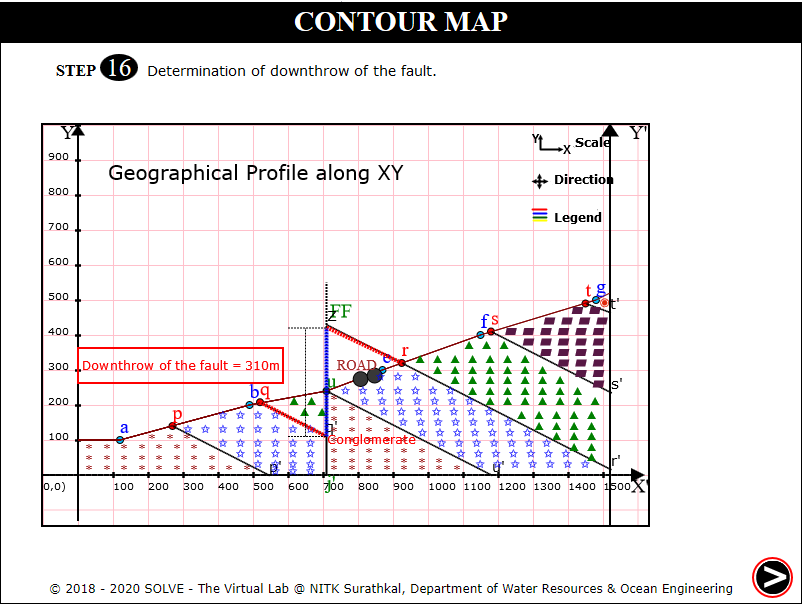 CONTOUR MAP
STEP 16 Determination of downthrow of the fault.
Y Y'
Y X Scale
Direction
Legend
Geographical Profile along XY
900
800
700
600
500
400
300
200
100
t g t'
FF
z
f s
ROAD e r
Downthrow of the fault = 310m
s'
b q u
a p
Conglomerate
p' q' r'
(0,0) 100 200 300 400 500 600 700 800 900 1000 1100 1200 1300 1400 1500 X'
j'
© 2018 - 2020 SOLVE - The Virtual Lab @ NITK Surathkal, Department of Water Resources & Ocean Engineering